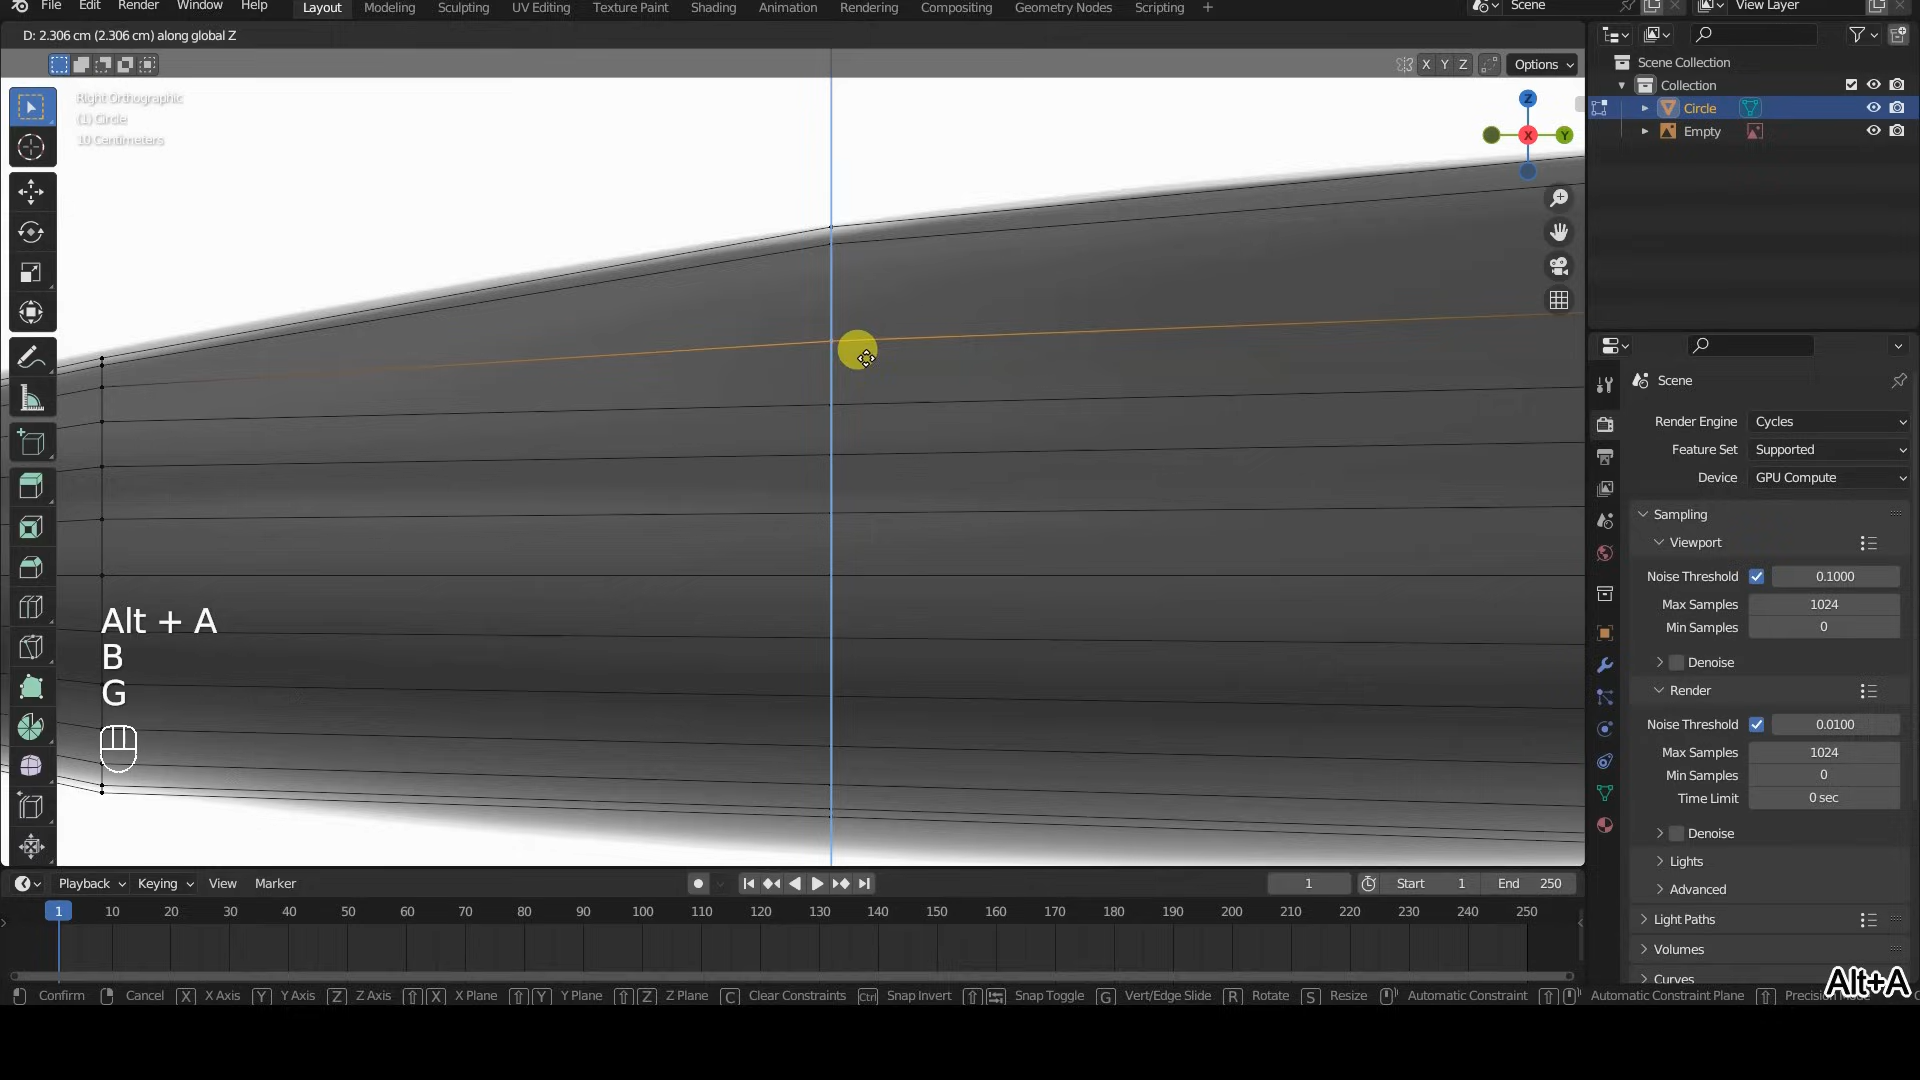 File Edit Render Window Help Layout Modeling Sculpting UV Editing Texture Paint Shading Animation Rendering Compositing Geometry Nodes Scripting + Scene View Layer
D: 2.306 cm (2.306 cm) along global Z
X Y Z Options
Right Orthographic
(1) Circle
10 Centimeters
Z
X
Y
Scene Collection
Collection
Circle
Empty
Scene
Render Engine Cycles
Feature Set Supported
Device GPU Compute
Sampling
Viewport
Noise Threshold 0.1000
Max Samples 1024
Min Samples 0
Denoise
Render
Noise Threshold 0.0100
Max Samples 1024
Min Samples 0
Time Limit 0 sec
Denoise
Lights
Advanced
Light Paths
Volumes
Curves
Alt + A
B
G
Playback Keying View Marker 1 Start 1 End 250
1 10 20 30 40 50 60 70 80 90 100 110 120 130 140 150 160 170 180 190 200 210 220 230 240 250
Confirm Cancel X X Axis Y Y Axis Z Z Axis X X Plane Y Y Plane Z Z Plane C Clear Constraints Ctrl Snap Invert Snap Toggle G Vert/Edge Slide R Rotate S Resize Automatic Constraint Automatic Constraint Plane
Alt+A